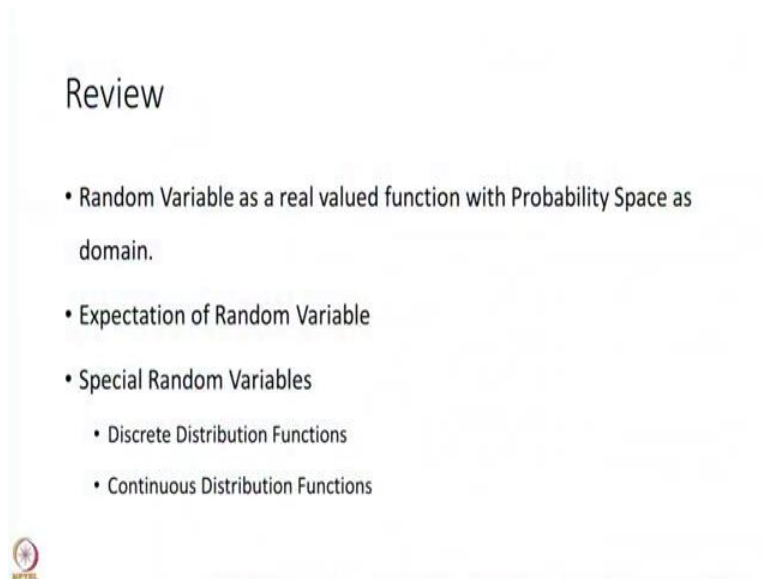 Review
• Random Variable as a real valued function with Probability Space as
domain.
• Expectation of Random Variable
• Special Random Variables
• Discrete Distribution Functions
• Continuous Distribution Functions
NPTEL